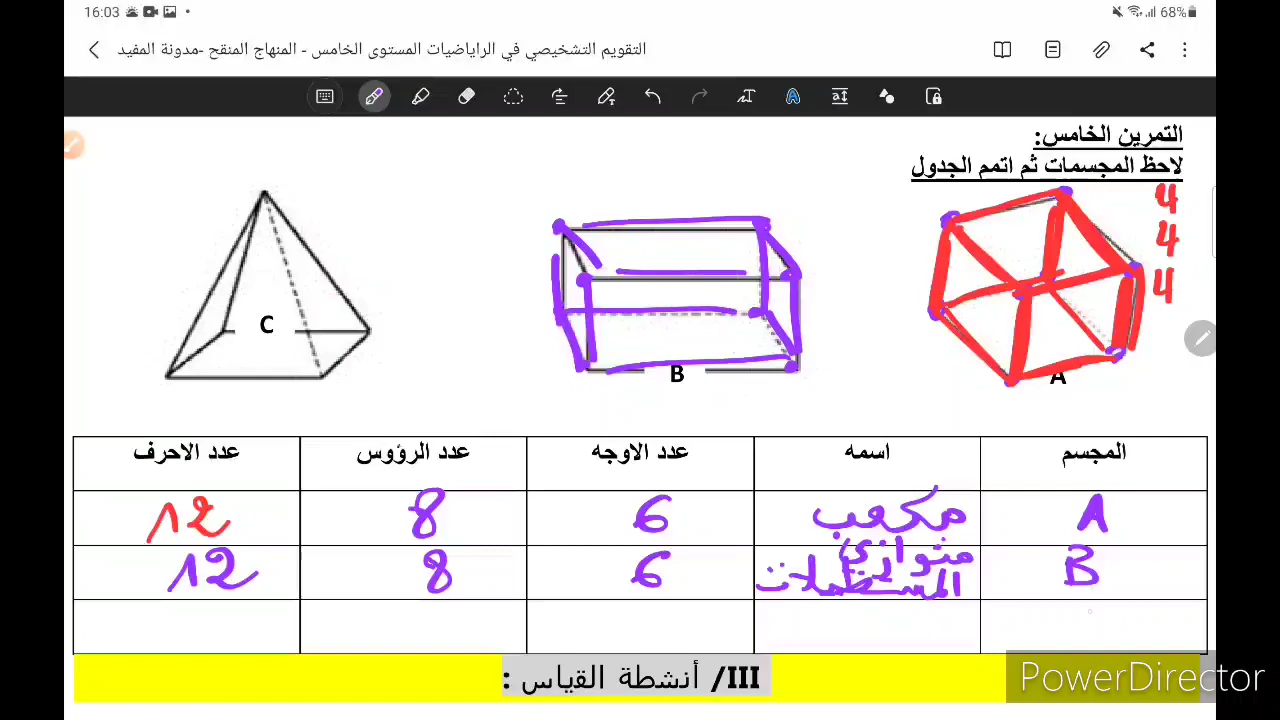 16:03
68%
التقويم التشخيصي في الراياضيات المستوى الخامس - المنهاج المنقح -مدونة المفيد
التمرين الخامس:
لاحظ المجسمات ثم اتمم الجدول
4
4
4
C
B
A
المجسم اسمه عدد الاوجه عدد الرؤوس عدد الاحرف
A مكعب 6 8 12
B متوازي المستطيلات 6 8 12
III/ أنشطة القياس :
PowerDirector